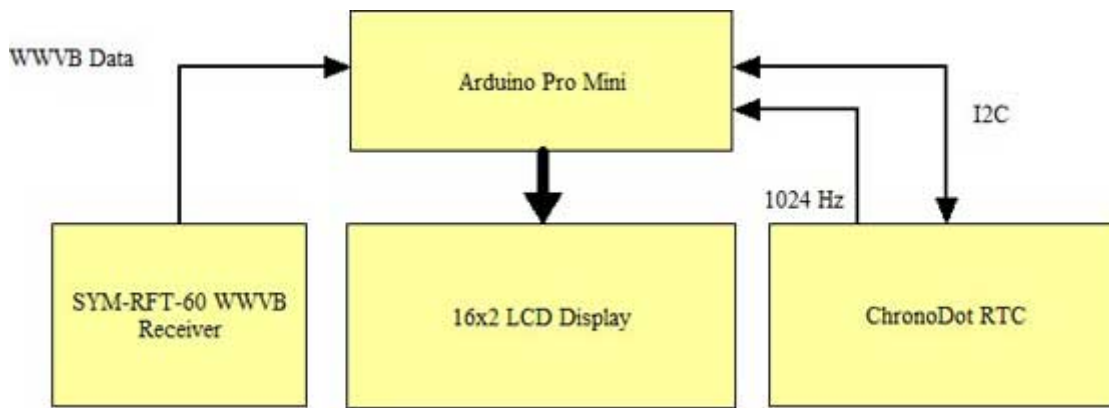 WWVB Data
Arduino Pro Mini
I2C
1024 Hz
SYM-RFT-60 WWVB
Receiver
16x2 LCD Display
ChronoDot RTC